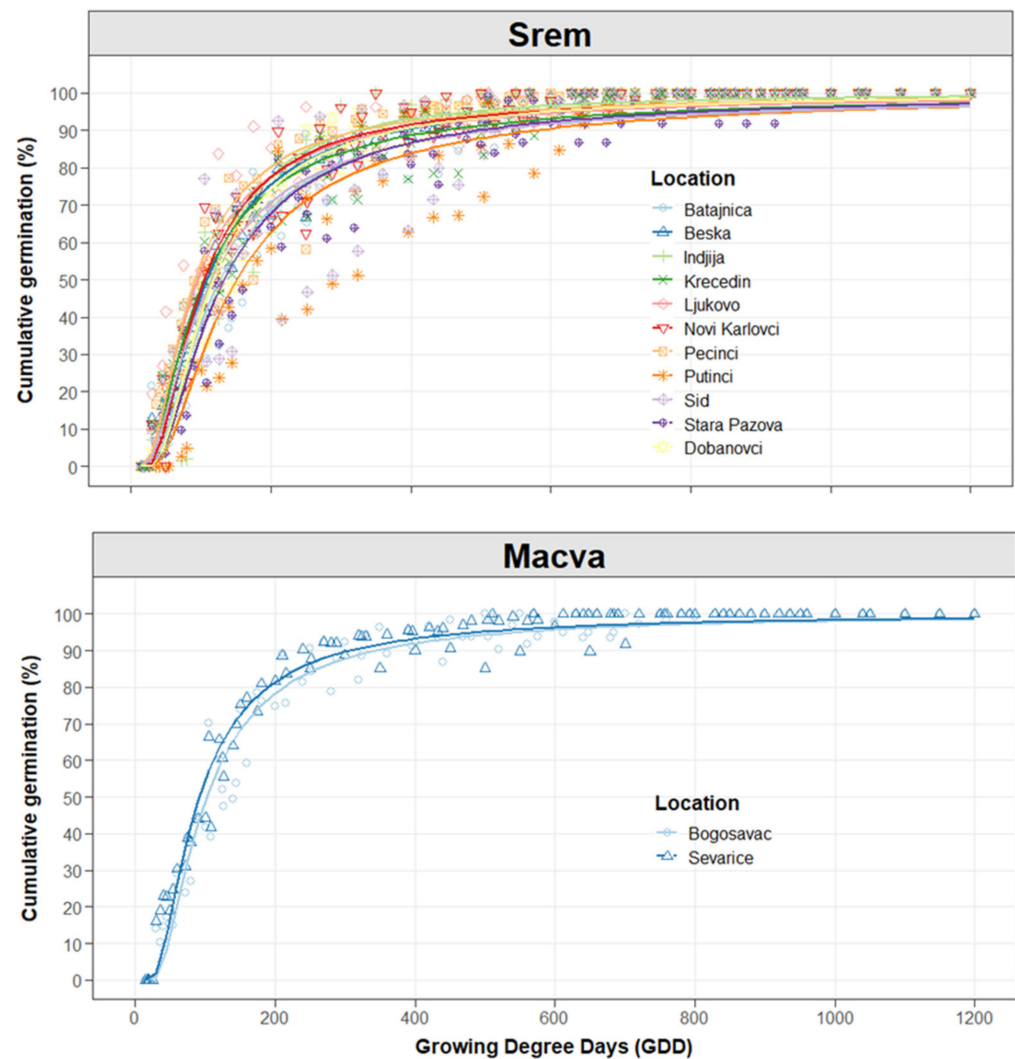 Srem
Cumulative germination (%)
100
90
80
70
60
50
40
30
20
10
0
Location
Batajnica
Beska
Indjija
Krecedin
Ljukovo
Novi Karlovci
Pecinci
Putinci
Sid
Stara Pazova
Dobanovci
Macva
Cumulative germination (%)
100
90
80
70
60
50
40
30
20
10
0
Location
Bogosavac
Sevarice
0 200 400 600 800 1000 1200
Growing Degree Days (GDD)